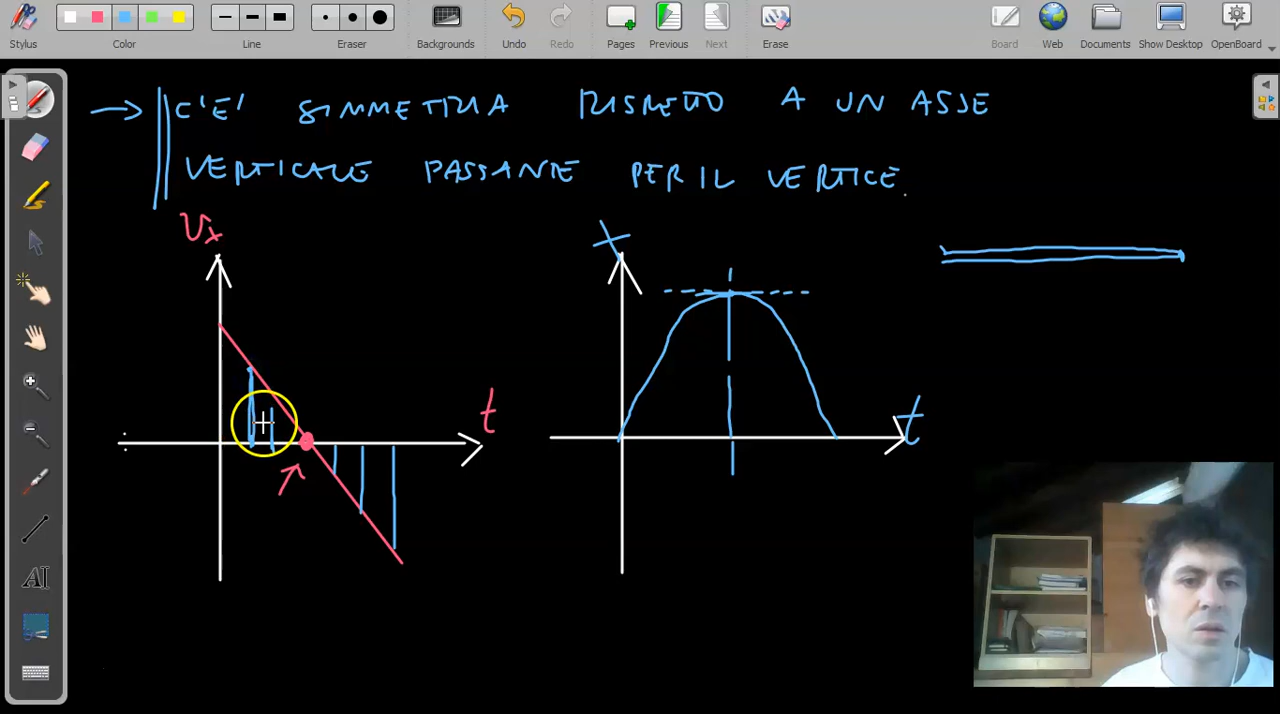 Stylus
Color
Line
Eraser
Backgrounds
Undo
Redo
Pages
Previous
Next
Erase
Board
Web
Documents
Show Desktop
OpenBoard
C'E' SIMMETRIA RISPETTO A UN ASSE
VERTICALE PASSANTE PER IL VERTICE.
Vx
t
x
t